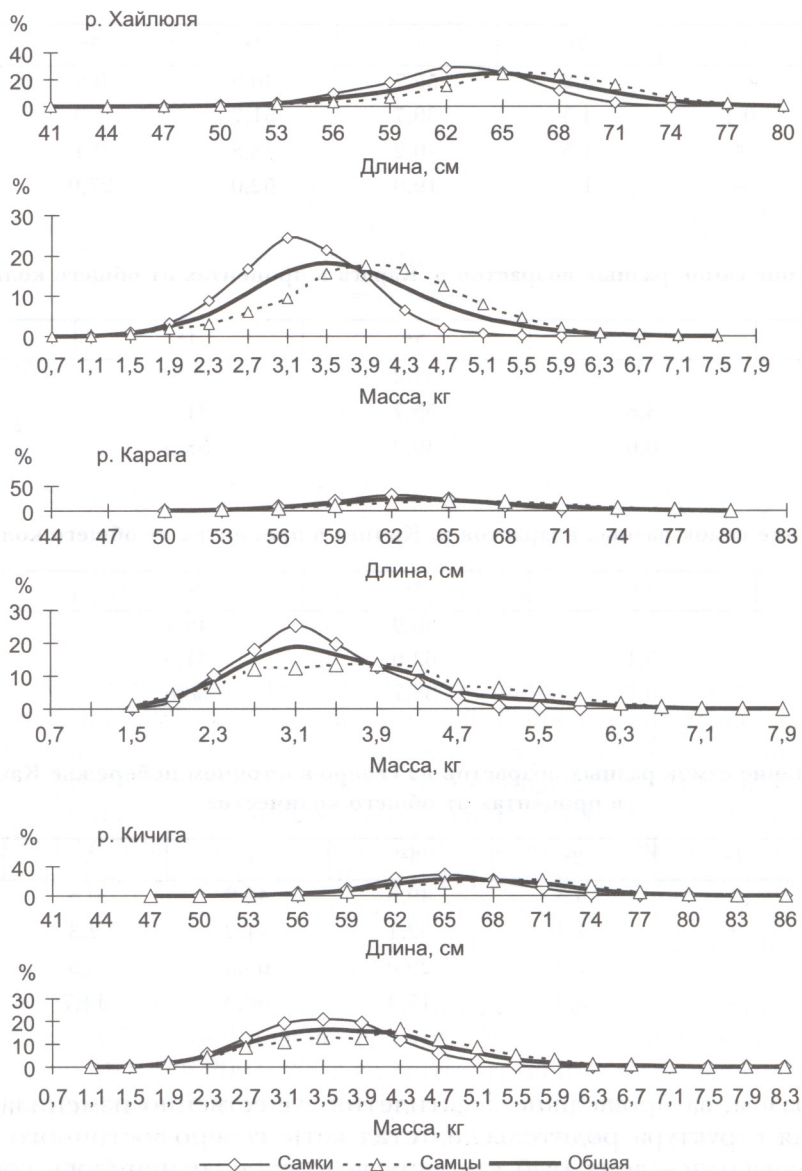 % р. Хайлюля
40
20
0
41 44 47 50 53 56 59 62 65 68 71 74 77 80
Длина, см
%
30
20
10
0
0,7 1,1 1,5 1,9 2,3 2,7 3,1 3,5 3,9 4,3 4,7 5,1 5,5 5,9 6,3 6,7 7,1 7,5 7,9
Масса, кг
% р. Карага
50
0
44 47 50 53 56 59 62 65 68 71 74 77 80 83
Длина, см
%
30
20
10
0
0,7 1,5 2,3 3,1 3,9 4,7 5,5 6,3 7,1 7,9
Масса, кг
% р. Кичига
40
0
41 44 47 50 53 56 59 62 65 68 71 74 77 80 83 86
Длина, см
%
30
20
10
0
0,7 1,1 1,5 1,9 2,3 2,7 3,1 3,5 3,9 4,3 4,7 5,1 5,5 5,9 6,3 6,7 7,1 7,5 7,9 8,3
Масса, кг
Самки Самцы Общая